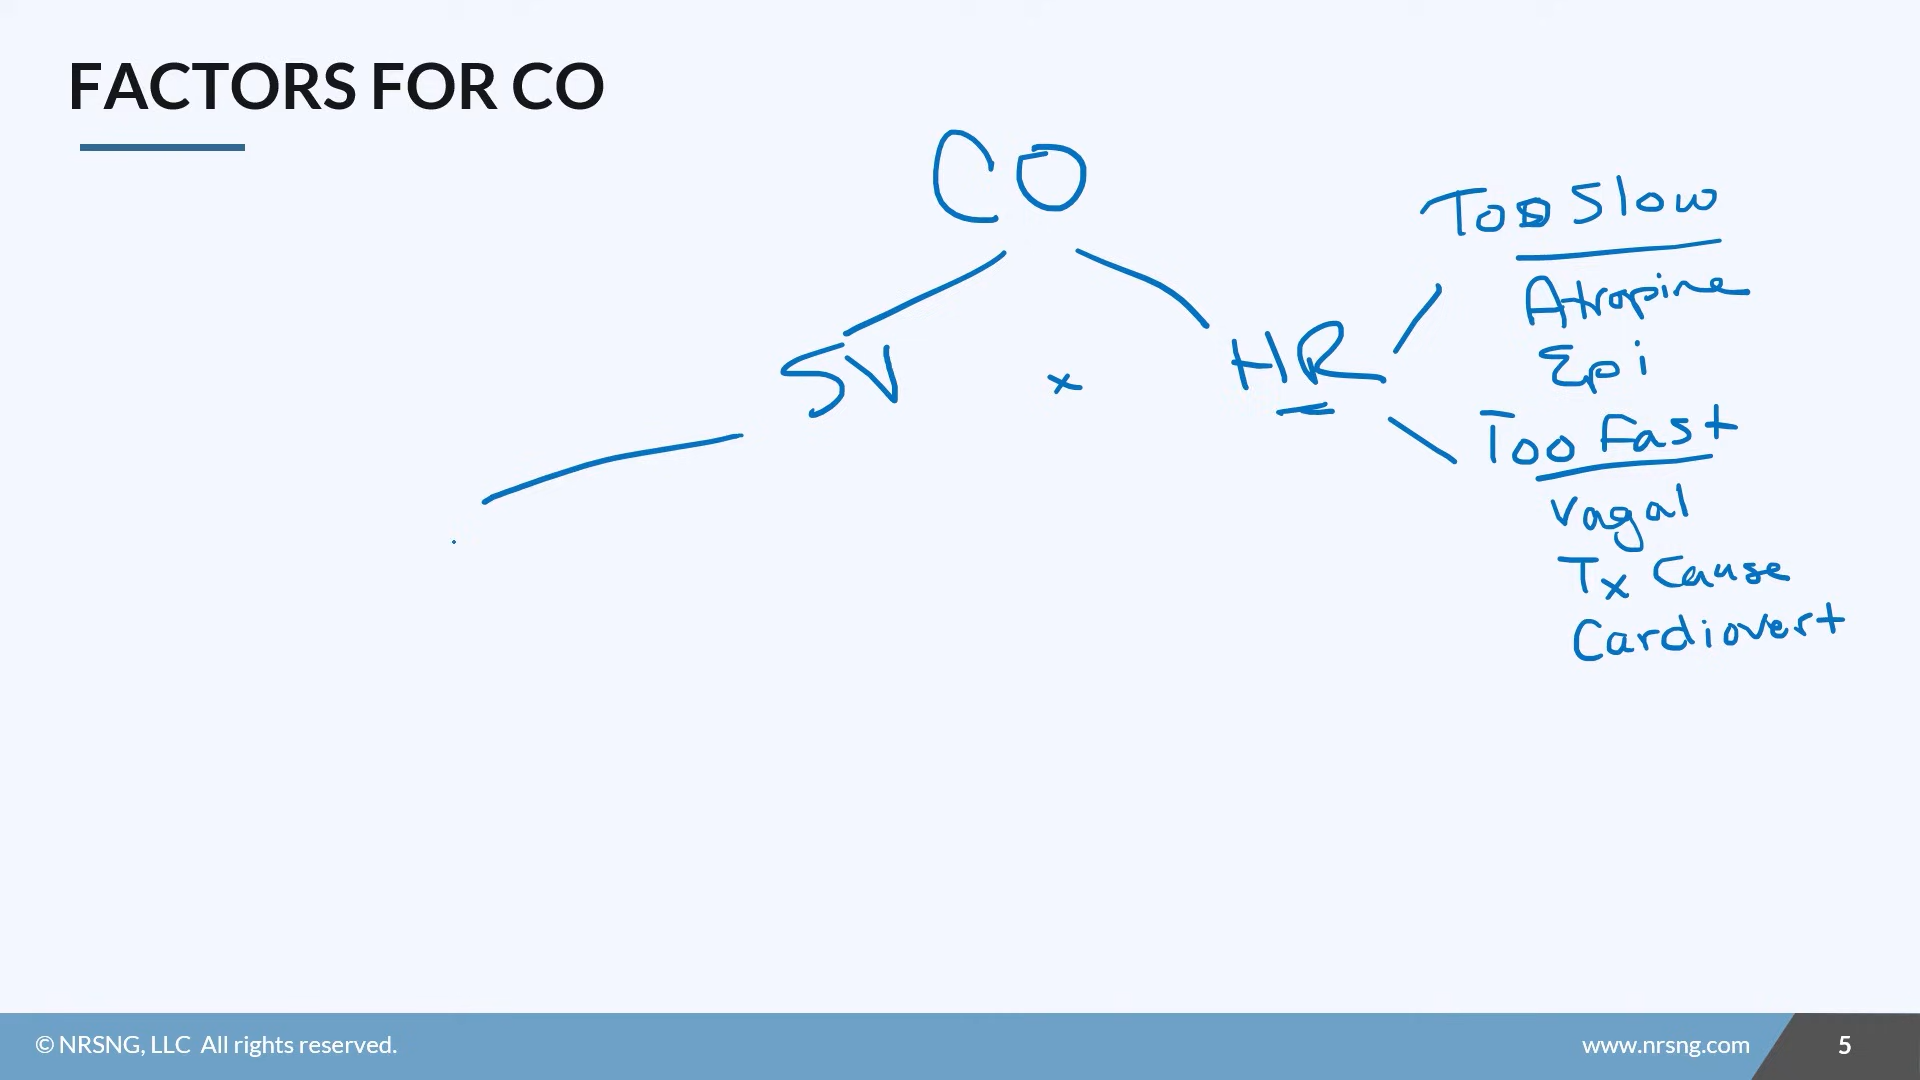 FACTORS FOR CO
CO
SV x HR
Too Slow
Atropine
Epi
Too Fast
Vagal
Tx Cause
Cardiovert
© NRSNG, LLC All rights reserved.
www.nrsng.com
5